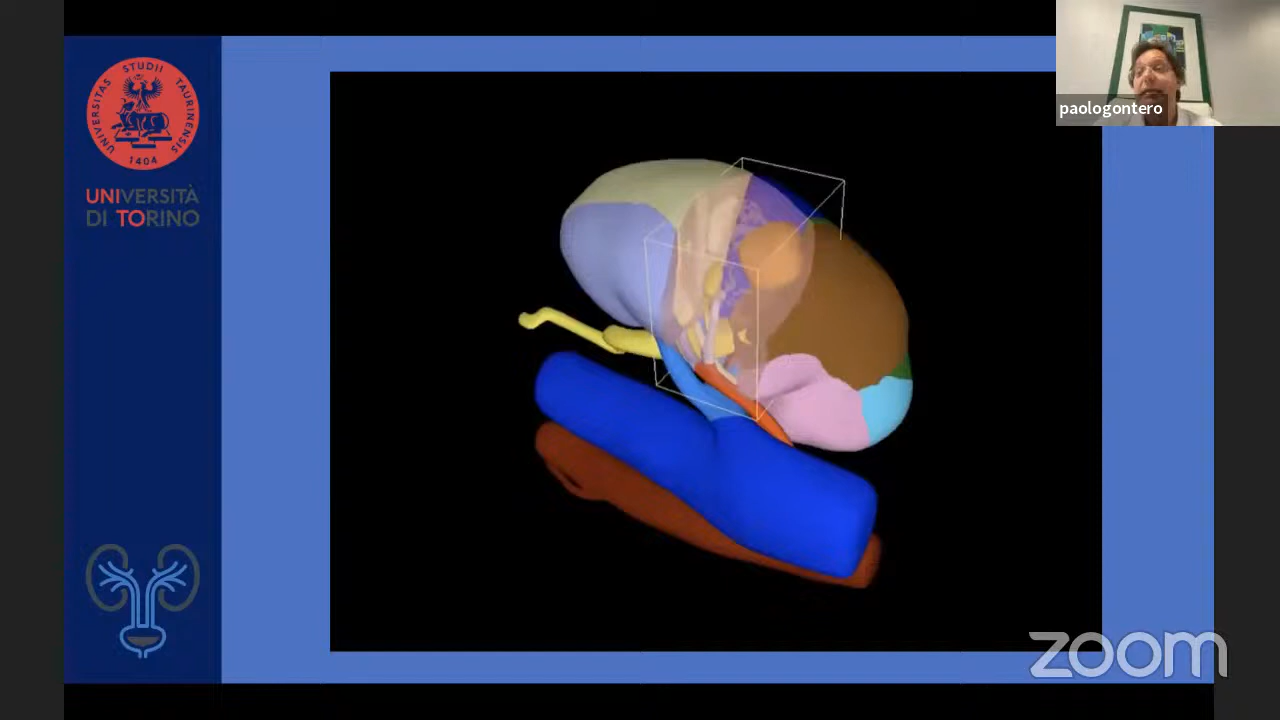 UNIVERSITAS STUDII TAURINENSIS
1404
UNIVERSITÀ
DI TORINO
paologontero
zoom